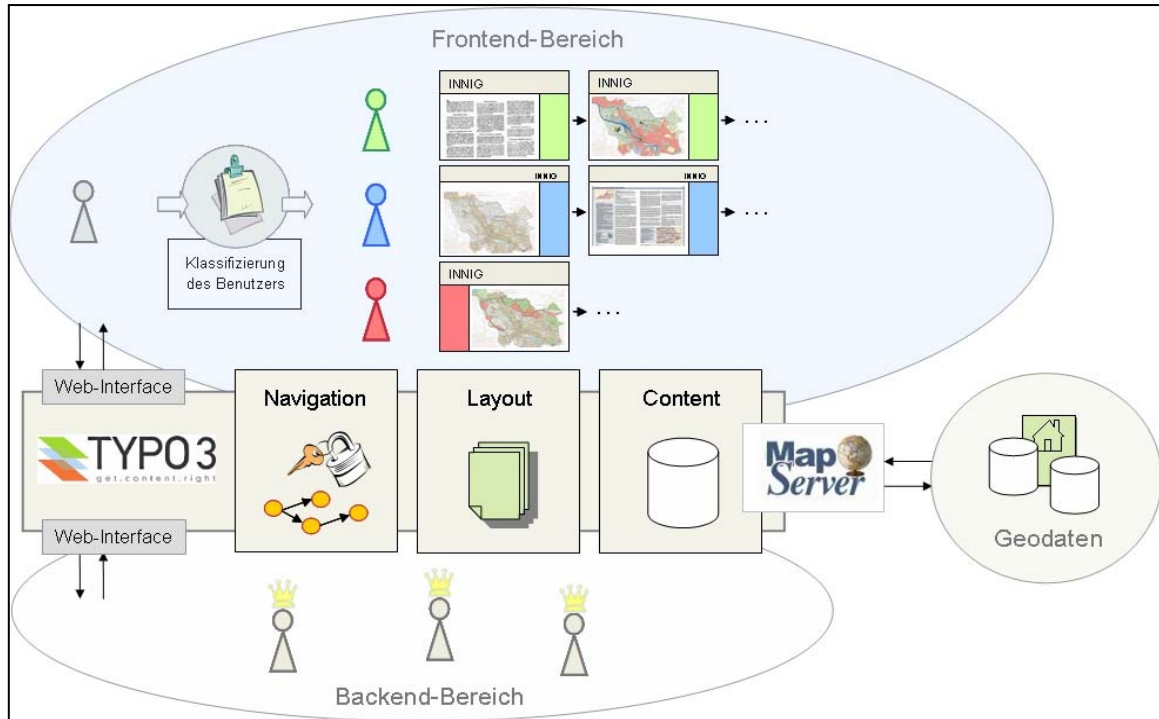 Frontend-Bereich
INNIG
INNIG
. . .
INNIG
INNIG
. . .
Klassifizierung
des Benutzers
INNIG
. . .
Web-Interface
Navigation
Layout
Content
TYPO3
get.content.right
Map
Server
Geodaten
Web-Interface
Backend-Bereich